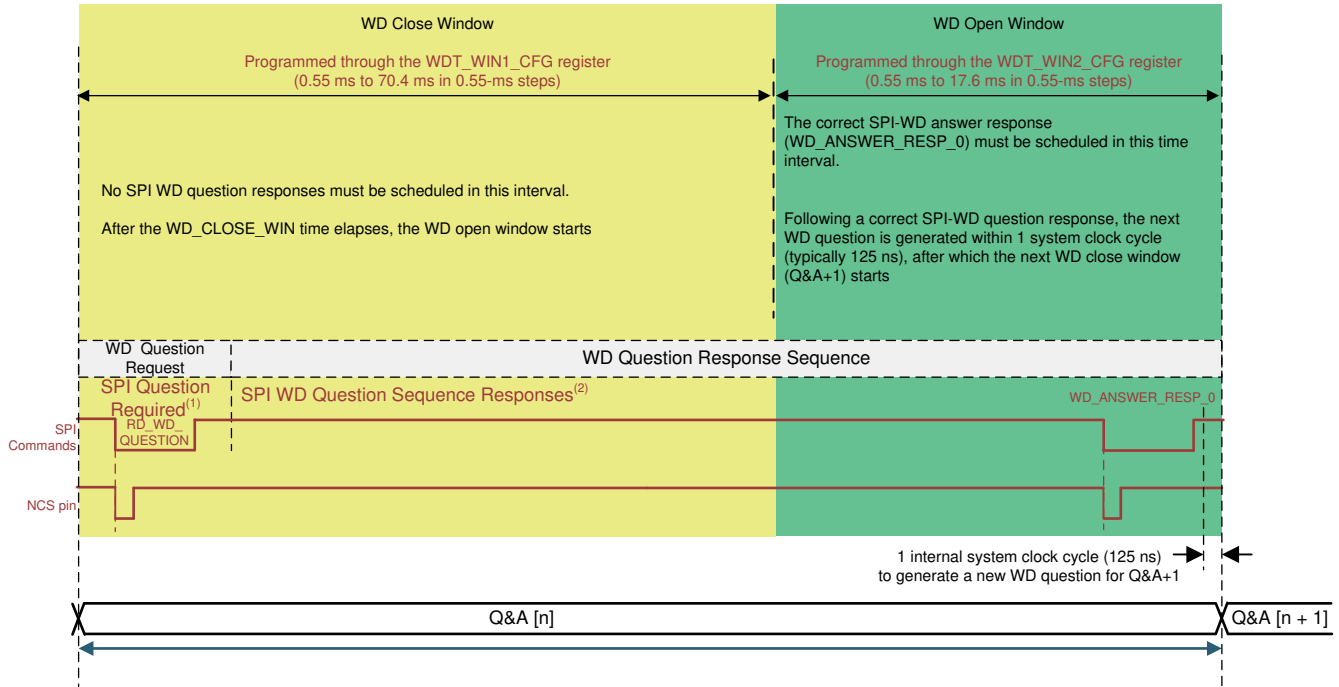 WD Close Window
WD Open Window
Programmed through the WDT_WIN1_CFG register
(0.55 ms to 70.4 ms in 0.55-ms steps)
Programmed through the WDT_WIN2_CFG register
(0.55 ms to 17.6 ms in 0.55-ms steps)
The correct SPI-WD answer response
(WD_ANSWER_RESP_0) must be scheduled in this time
interval.
No SPI WD question responses must be scheduled in this interval.
After the WD_CLOSE_WIN time elapses, the WD open window starts
Following a correct SPI-WD question response, the next
WD question is generated within 1 system clock cycle
(typically 125 ns), after which the next WD close window
(Q&A+1) starts
WD Question
Request
WD Question Response Sequence
SPI Question
Required(1)
SPI WD Question Sequence Responses(2)
WD_ANSWER_RESP_0
SPI
Commands
RD_WD_
QUESTION
NCS pin
1 internal system clock cycle (125 ns)
to generate a new WD question for Q&A+1
Q&A [n]
Q&A [n + 1]